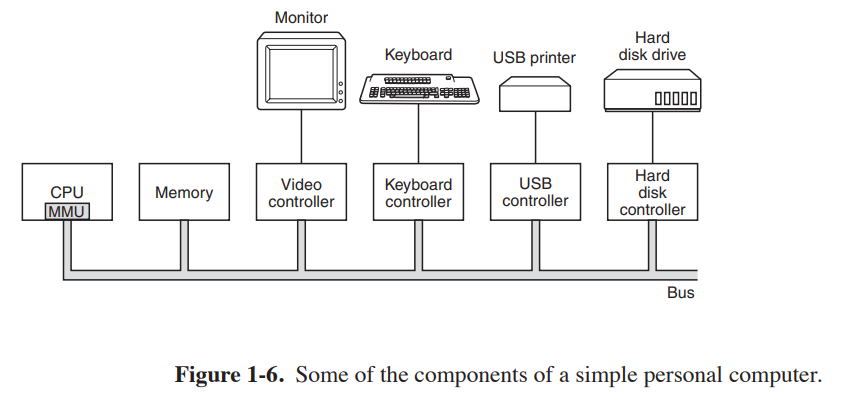 Monitor
Keyboard
USB printer
Hard
disk drive
CPU
MMU
Memory
Video
controller
Keyboard
controller
USB
controller
Hard
disk
controller
Bus
Figure 1-6. Some of the components of a simple personal computer.